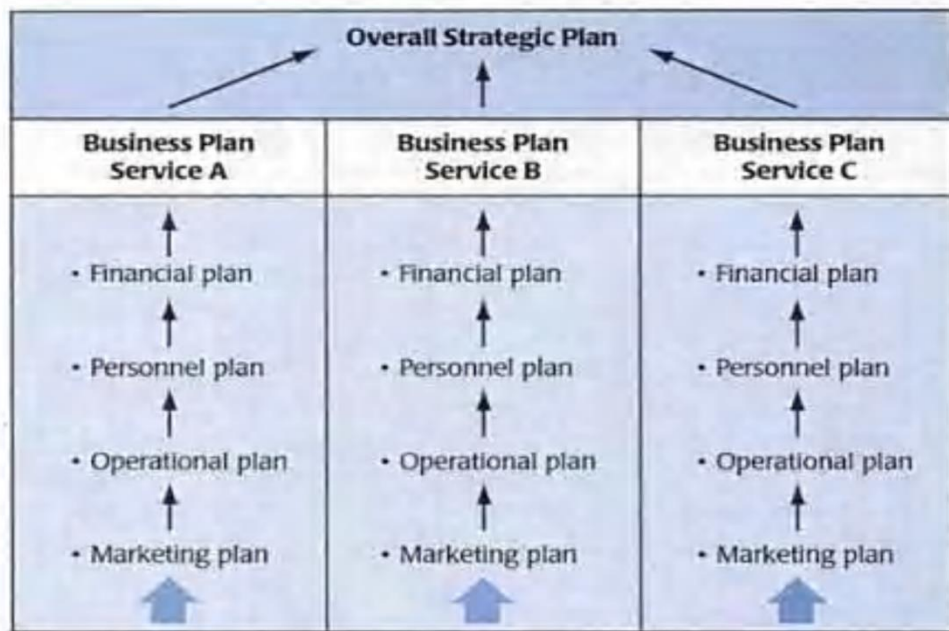 Overall Strategic Plan
Business Plan
Service A
• Financial plan
• Personnel plan
• Operational plan
• Marketing plan
Business Plan
Service B
• Financial plan
• Personnel plan
• Operational plan
• Marketing plan
Business Plan
Service C
• Financial plan
• Personnel plan
• Operational plan
• Marketing plan